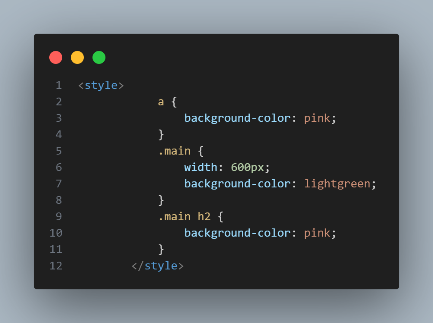 1 <style>
2 a {
3 background-color: pink;
4 }
5 .main {
6 width: 600px;
7 background-color: lightgreen;
8 }
9 .main h2 {
10 background-color: pink;
11 }
12 </style>